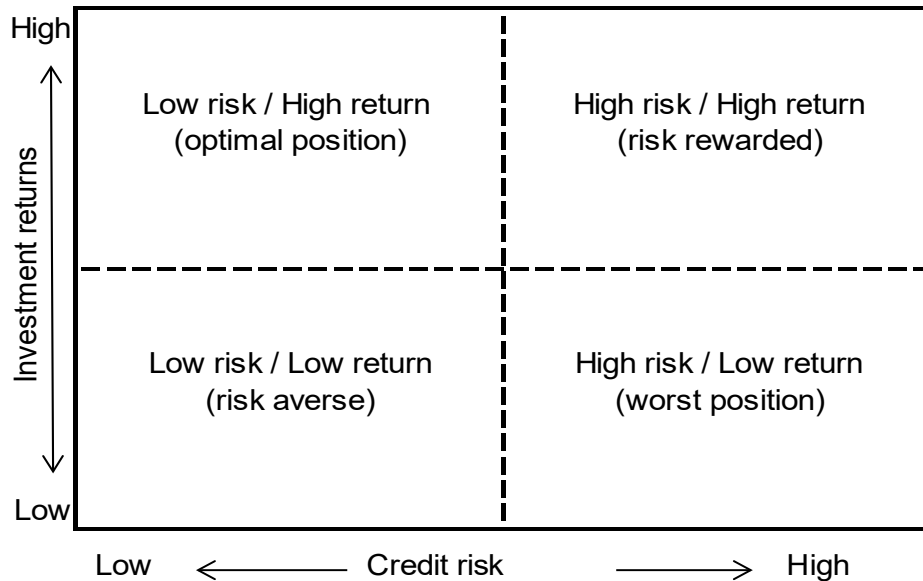 High
Low risk / High return
(optimal position)
High risk / High return
(risk rewarded)
Investment returns
Low risk / Low return
(risk averse)
High risk / Low return
(worst position)
Low
Low
Credit risk
High